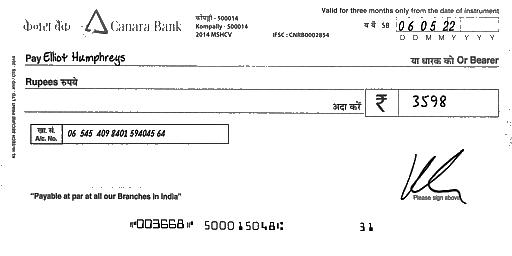 Valid for three months only from the date of instrument
केनरा बैंक Canara Bank
कोंपल्ली - 500014
Kompally - 500014
2014 MSHCV
IFSC : CNRB0002854
SB 06 05 22
D D M M Y Y Y Y
Pay Elliot Humphreys या धारक को Or Bearer
Rupees रुपये
अदा करें ₹ 3598
खा. सं.
A/c. No. 06 545 409 8401 594045 64
Please sign above
"Payable at par at all our Branches in India"
⑈003668⑈ 500015048⑆ 31